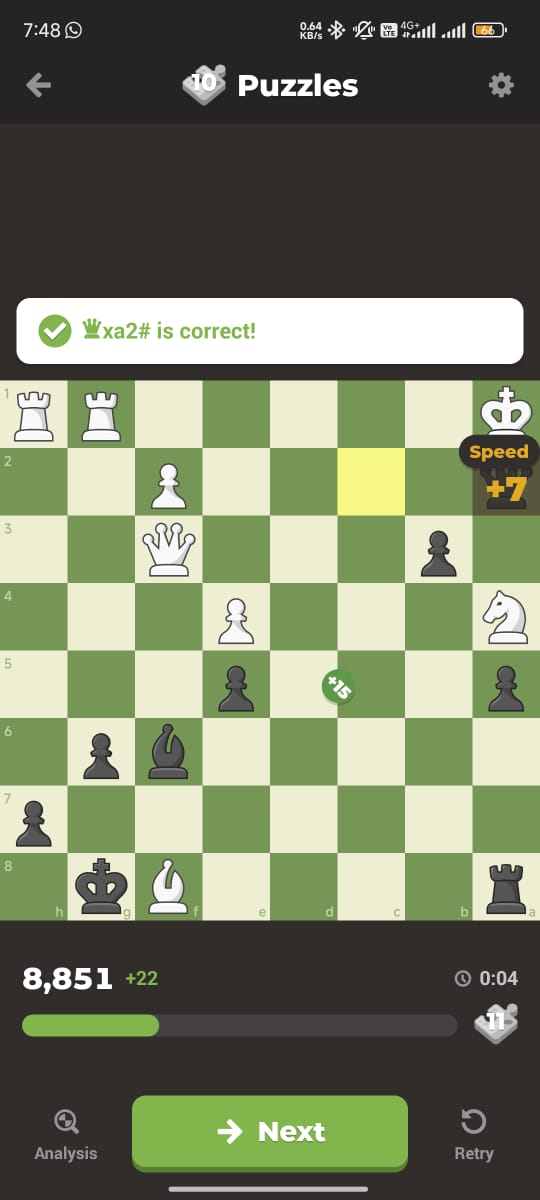 7:48
0.64 KB/s Vo LTE 4G+ 66
10 Puzzles
xa2# is correct!
1
2 Speed
+7
3
4
5 +15
6
7
8
h g f e d c b a
8,851 +22 0:04
11
→ Next
Analysis Retry